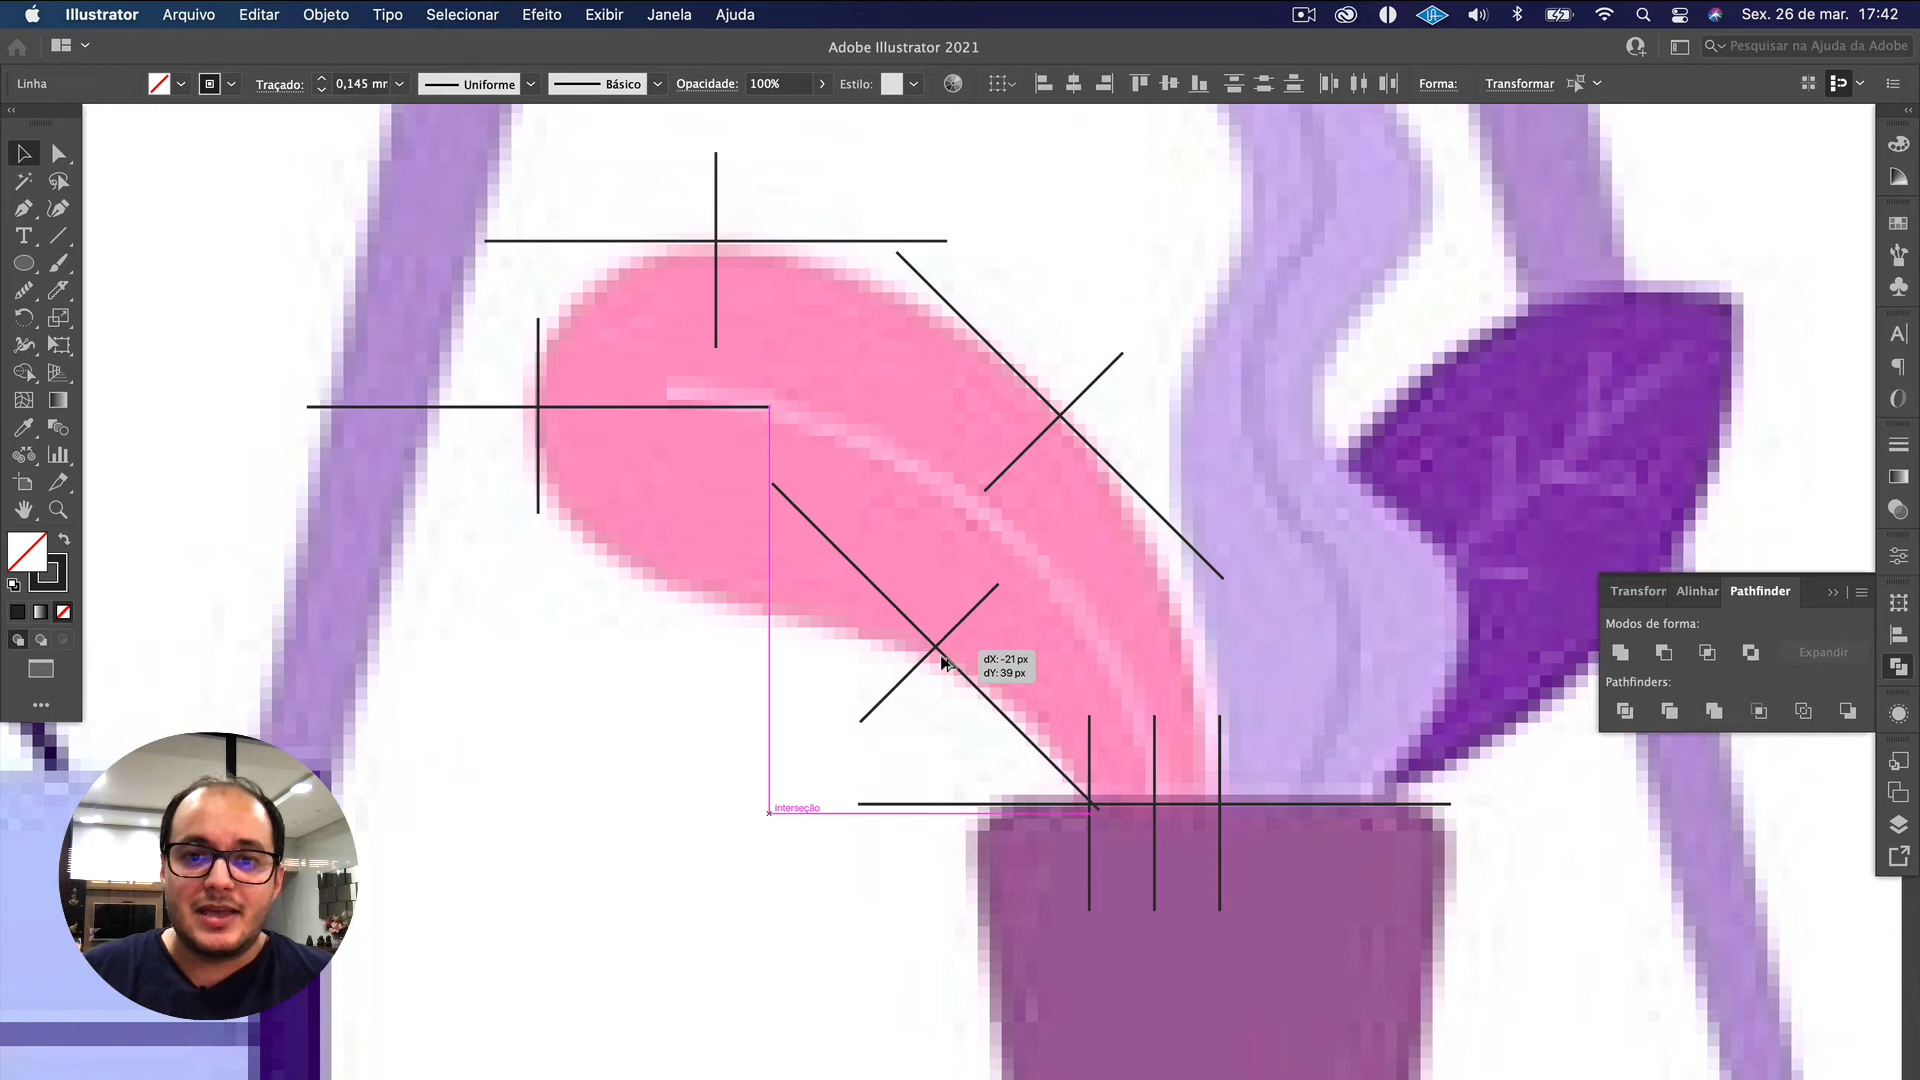 Illustrator Arquivo Editar Objeto Tipo Selecionar Efeito Exibir Janela Ajuda Sex. 26 de mar. 17:42
Adobe Illustrator 2021 Pesquisar na Ajuda da Adobe
Linha Traçado: 0,145 mr Uniforme Básico Opacidade: 100% Estilo: Forma: Transformar
dX: -21 px
dY: 39 px
interseção
Transforn Alinhar Pathfinder
Modos de forma:
Expandir
Pathfinders: